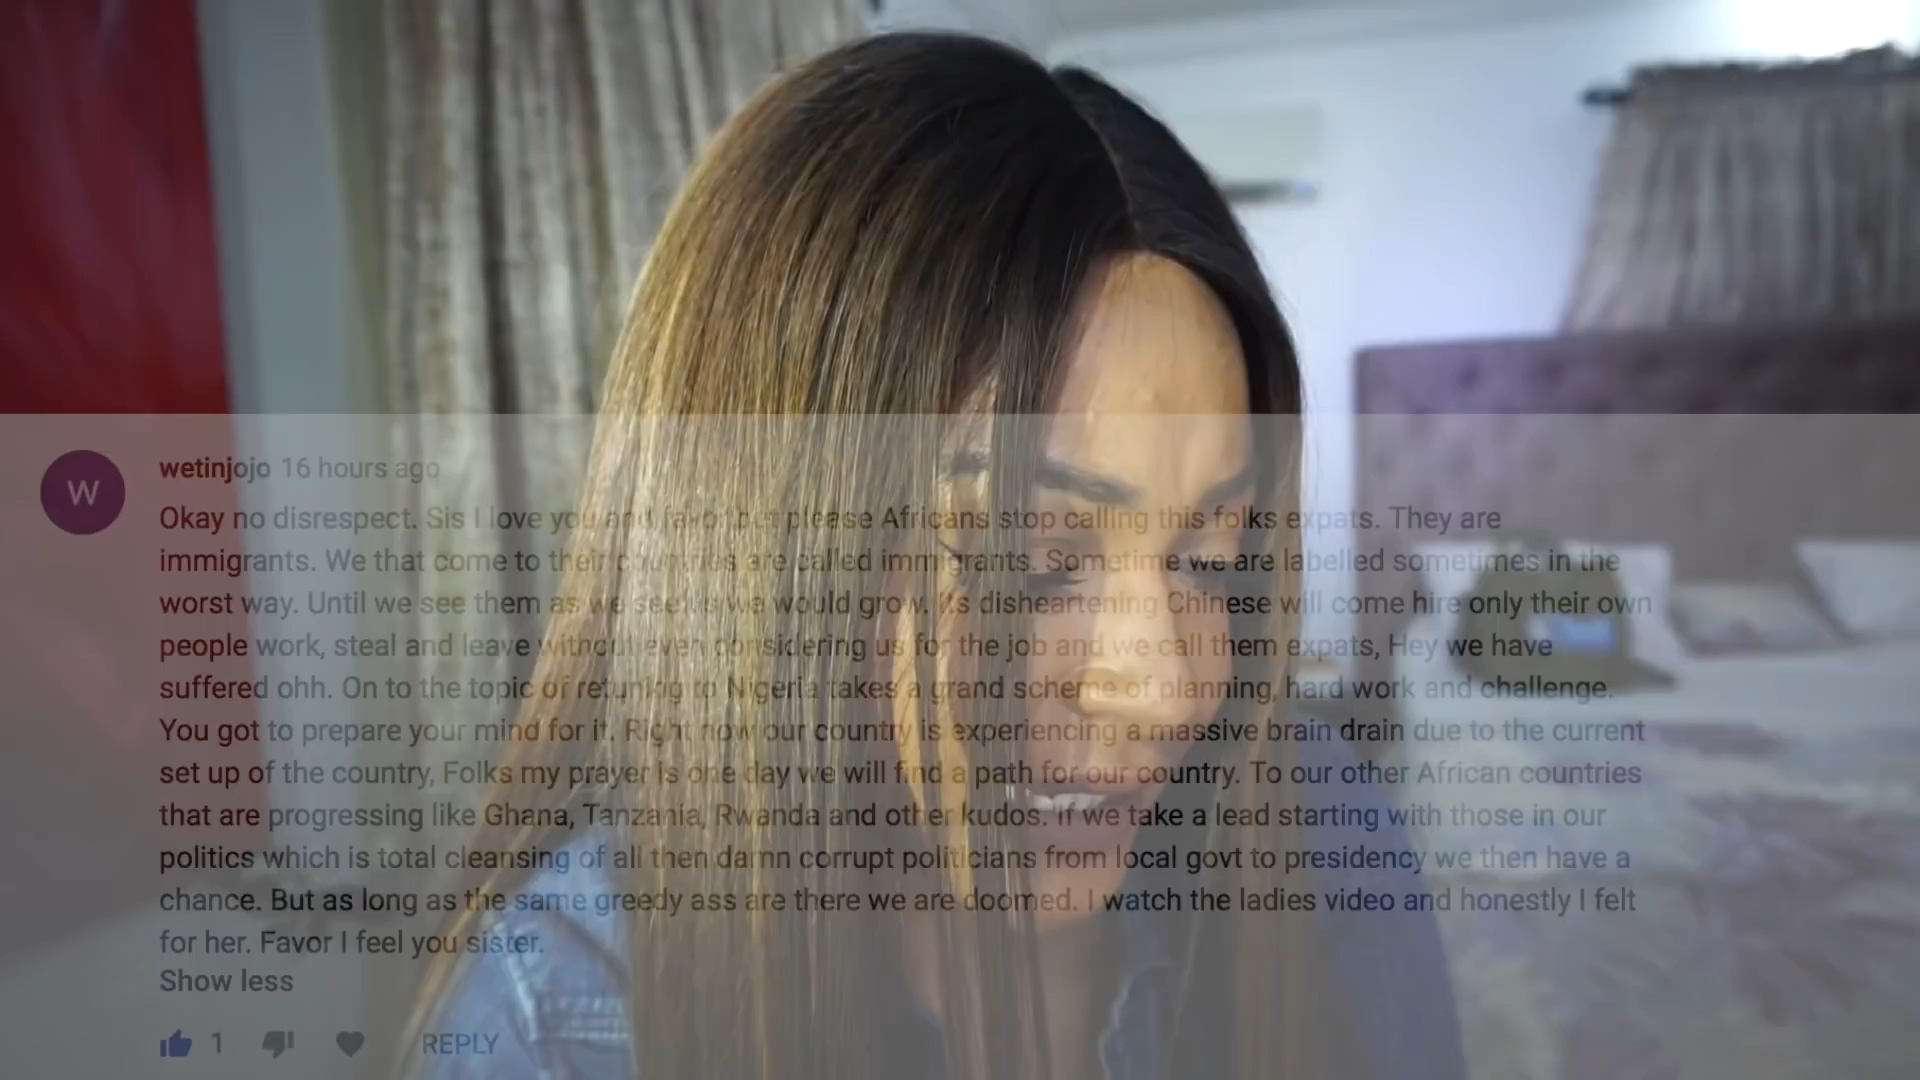 W
wetinjojo 16 hours ago
Okay no disrespect. Sis I love you and favor but please Africans stop calling this folks expats. They are
immigrants. We that come to their countries are called immigrants. Sometime we are labelled sometimes in the
worst way. Until we see them as we see us we would grow. Its disheartening Chinese will come hire only their own
people work, steal and leave without even considering us for the job and we call them expats, Hey we have
suffered ohh. On to the topic of retuning to Nigeria takes a grand scheme of planning, hard work and challenge.
You got to prepare your mind for it. Right now our country is experiencing a massive brain drain due to the current
set up of the country, Folks my prayer is one day we will find a path for our country. To our other African countries
that are progressing like Ghana, Tanzania, Rwanda and other kudos. If we take a lead starting with those in our
politics which is total cleansing of all then damn corrupt politicians from local govt to presidency we then have a
chance. But as long as the same greedy ass are there we are doomed. I watch the ladies video and honestly I felt
for her. Favor I feel you sister.
Show less
1 REPLY